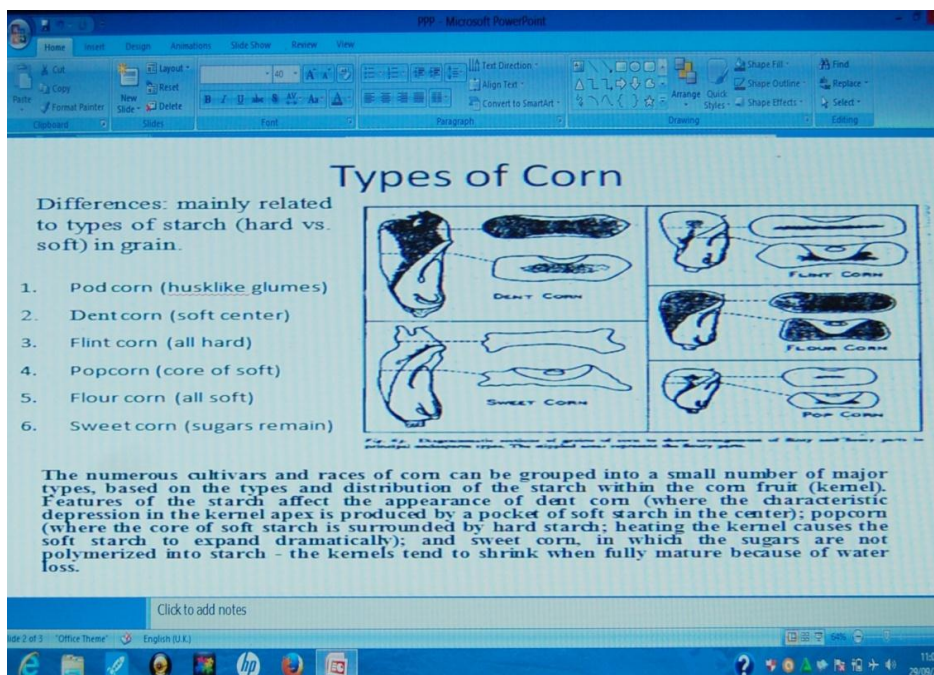 PPP - Microsoft PowerPoint
Home Insert Design Animations Slide Show Review View
Cut
Copy
Format Painter
Paste
Clipboard
New
Slide
Layout
Reset
Delete
Slides
40
Font
Text Direction
Align Text
Convert to SmartArt
Paragraph
Arrange
Quick
Styles
Shape Fill
Shape Outline
Shape Effects
Drawing
Find
Replace
Select
Editing
Types of Corn
Differences: mainly related
to types of starch (hard vs.
soft) in grain.
1. Pod corn (husklike glumes)
2. Dent corn (soft center)
3. Flint corn (all hard)
4. Popcorn (core of soft)
5. Flour corn (all soft)
6. Sweet corn (sugars remain)
DENT CORN
SWEET CORN
FLINT CORN
FLOUR CORN
POP CORN
The numerous cultivars and races of corn can be grouped into a small number of major
types, based on the types and distribution of the starch within the corn fruit (kernel).
Features of the starch affect the appearance of dent corn (where the characteristic
depression in the kernel apex is produced by a pocket of soft starch in the center); popcorn
(where the core of soft starch is surrounded by hard starch; heating the kernel causes the
soft starch to expand dramatically); and sweet corn, in which the sugars are not
polymerized into starch - the kernels tend to shrink when fully mature because of water
loss.
Click to add notes
lide 2 of 3 "Office Theme" English (U.K.)
64%
hp